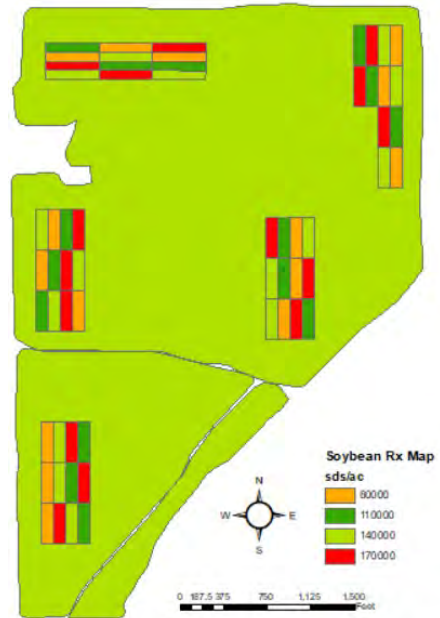 Soybean Rx Map
sds/ac
80000
110000
140000
170000
N
W E
S
0 187.5 375 750 1,125 1,500
Feet